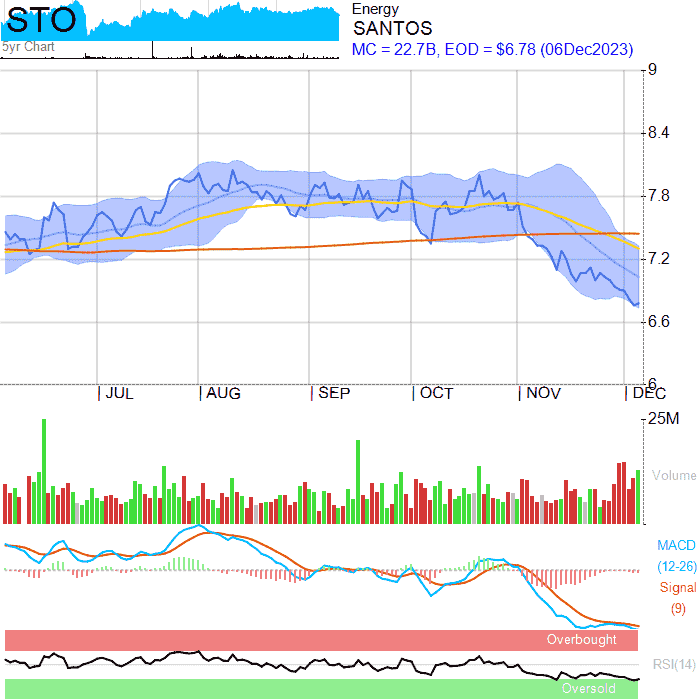 STO
5yr Chart
Energy
SANTOS
MC = 22.7B, EOD = $6.78 (06Dec2023)
9
8.4
7.8
7.2
6.6
6
| JUL
| AUG
| SEP
| OCT
| NOV
| DEC
25M
Volume
MACD
(12-26)
Signal
(9)
Overbought
RSI(14)
Oversold